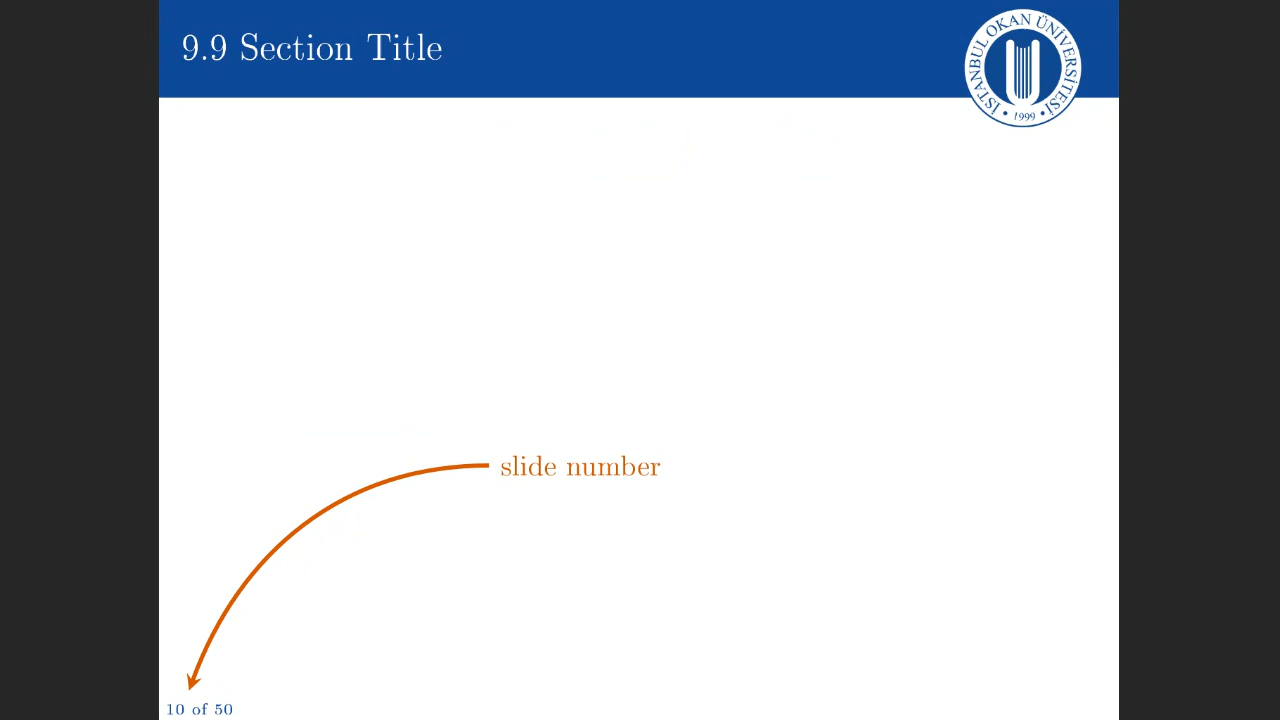 9.9 Section Title
İSTANBUL OKAN ÜNİVERSİTESİ
• 1999 •
slide number
10 of 50